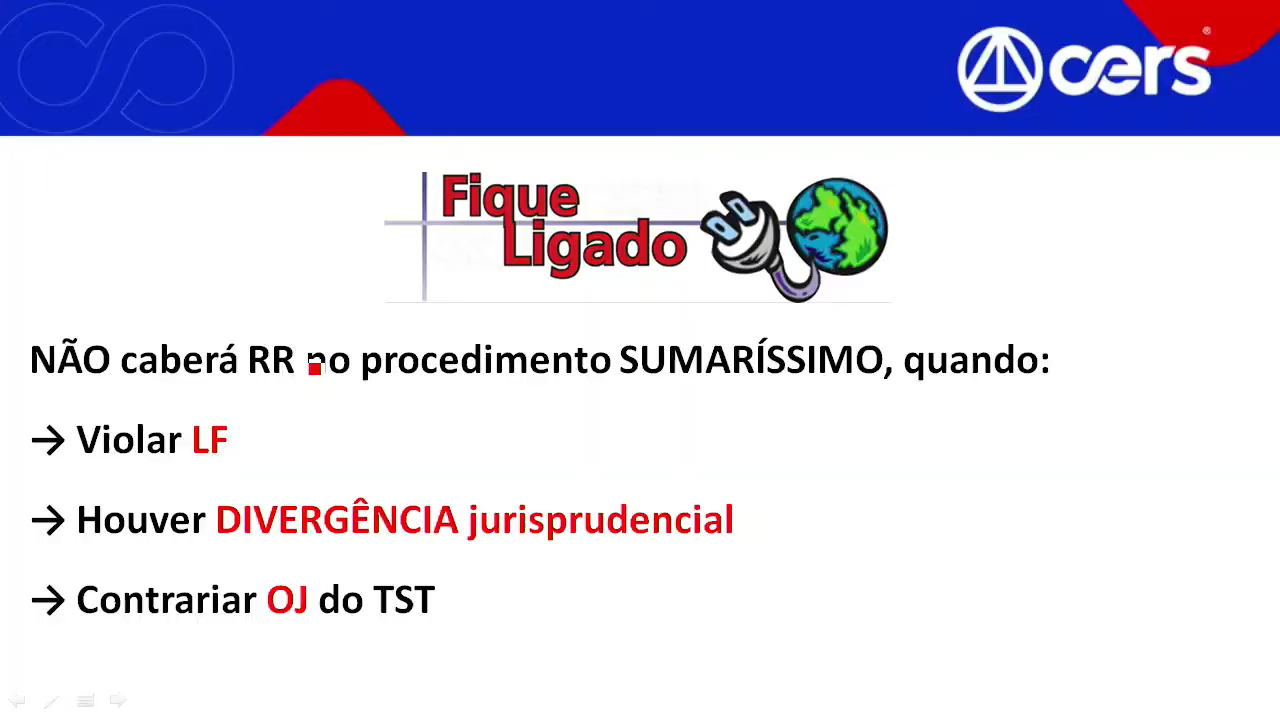 cers
Fique
Ligado
NÃO caberá RR no procedimento SUMARÍSSIMO, quando:
→ Violar LF
→ Houver DIVERGÊNCIA jurisprudencial
→ Contrariar OJ do TST